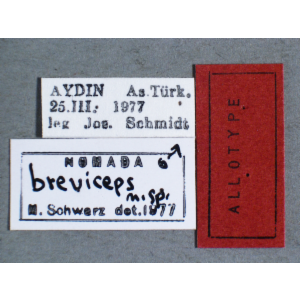 AYDIN As.Türk.
25.III. 1977
leg Jos. Schmidt
NOMADA ♂
breviceps
n.sp.
M. Schwarz det.1977
ALLOTYPE